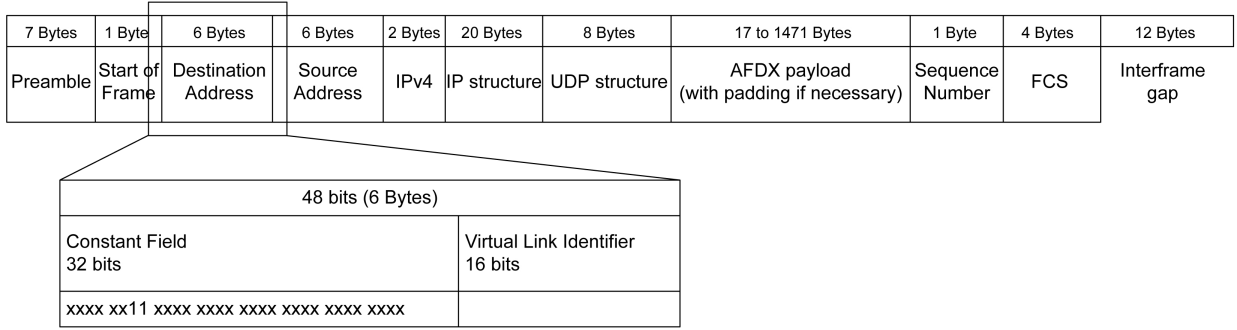 7 Bytes 1 Byte 6 Bytes 6 Bytes 2 Bytes 20 Bytes 8 Bytes 17 to 1471 Bytes 1 Byte 4 Bytes 12 Bytes
Preamble
Start of
Frame
Destination
Address
Source
Address
IPv4
IP structure
UDP structure
AFDX payload
(with padding if necessary)
Sequence
Number
FCS
Interframe
gap
48 bits (6 Bytes)
Constant Field
32 bits
Virtual Link Identifier
16 bits
xxxx xx11 xxxx xxxx xxxx xxxx xxxx xxxx